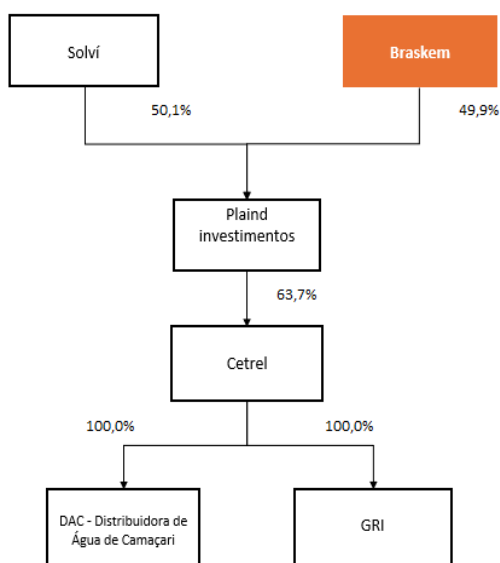 Solví
Braskem
50,1%
49,9%
Plaind
investimentos
63,7%
Cetrel
100,0%
100,0%
DAC - Distribuidora de
Água de Camaçari
GRI